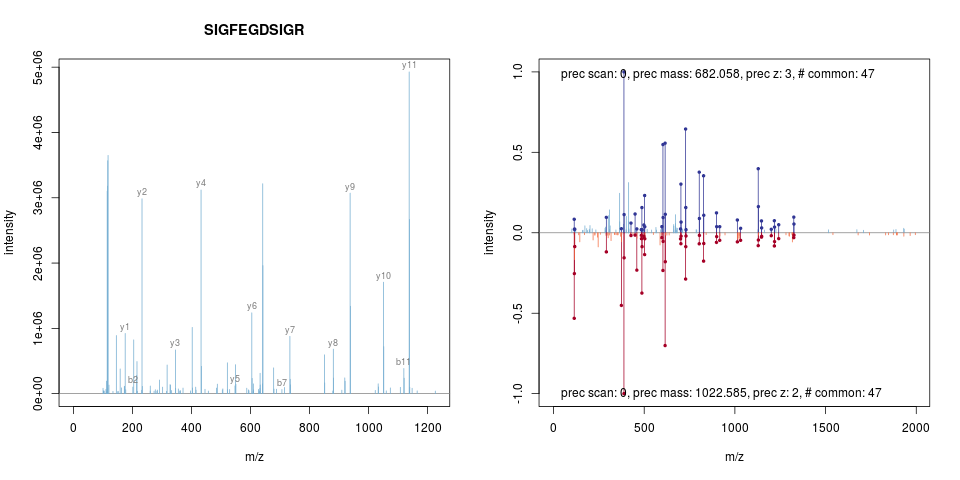 SIGFEGDSIGR
intensity
0e+00
1e+06
2e+06
3e+06
4e+06
5e+06
y1
b2
y2
y3
y4
y5
y6
b7
y7
y8
y9
y10
b11
y11
0
200
400
600
800
1000
1200
m/z
intensity
-1.0
-0.5
0.0
0.5
1.0
prec scan: 0, prec mass: 682.058, prec z: 3, # common: 47
prec scan: 0, prec mass: 1022.585, prec z: 2, # common: 47
0
500
1000
1500
2000
m/z